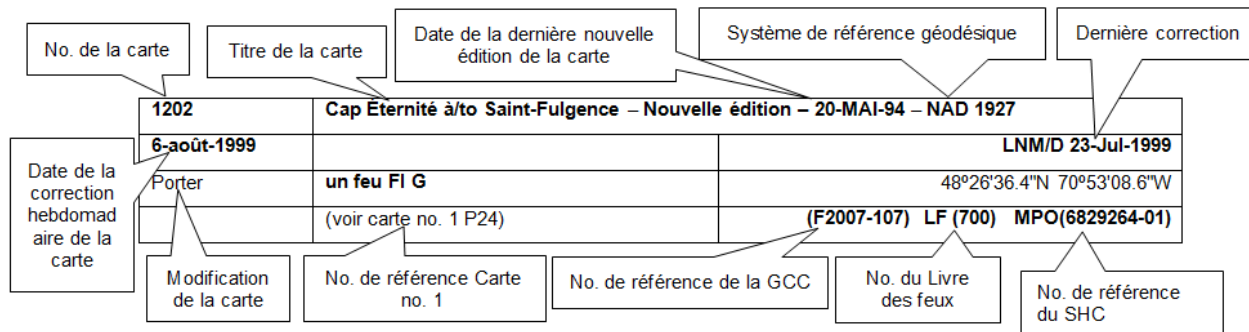 No. de la carte
Titre de la carte
Date de la dernière nouvelle
édition de la carte
Système de référence géodésique
Dernière correction
1202
Cap Éternité à/to Saint-Fulgence – Nouvelle édition – 20-MAI-94 – NAD 1927
6-août-1999
LNM/D 23-Jul-1999
Date de la
correction
hebdomad
aire de la
carte
Porter
un feu Fl G
48º26'36.4"N 70º53'08.6"W
(voir carte no. 1 P24)
(F2007-107) LF (700) MPO(6829264-01)
Modification
de la carte
No. de référence Carte
no. 1
No. de référence de la GCC
No. du Livre
des feux
No. de référence
du SHC